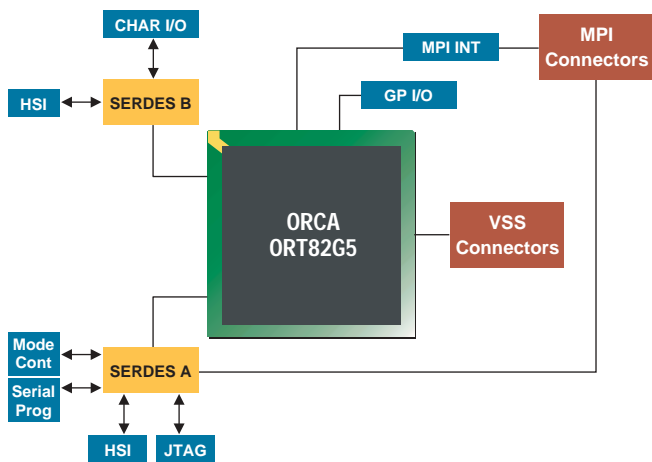 CHAR I/O
MPI INT
MPI
Connectors
HSI
SERDES B
GP I/O
ORCA
ORT82G5
VSS
Connectors
Mode
Cont
SERDES A
Serial
Prog
HSI
JTAG